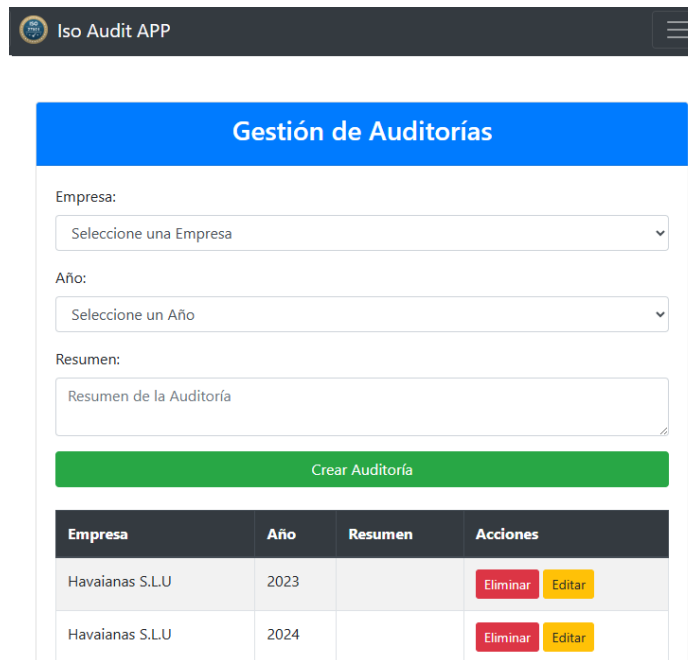 Iso Audit APP
Gestión de Auditorías
Empresa:
Seleccione una Empresa
Año:
Seleccione un Año
Resumen:
Resumen de la Auditoría
Crear Auditoría
Empresa Año Resumen Acciones
Havaianas S.L.U 2023 Eliminar Editar
Havaianas S.L.U 2024 Eliminar Editar